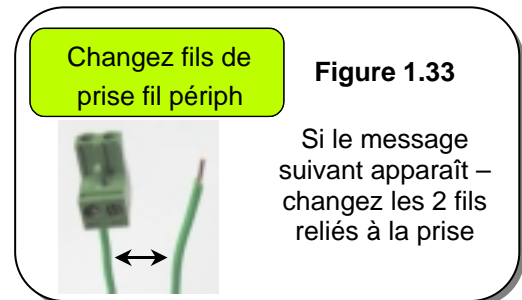 Changez fils de
prise fil périph
Figure 1.33
Si le message
suivant apparaît –
changez les 2 fils
reliés à la prise